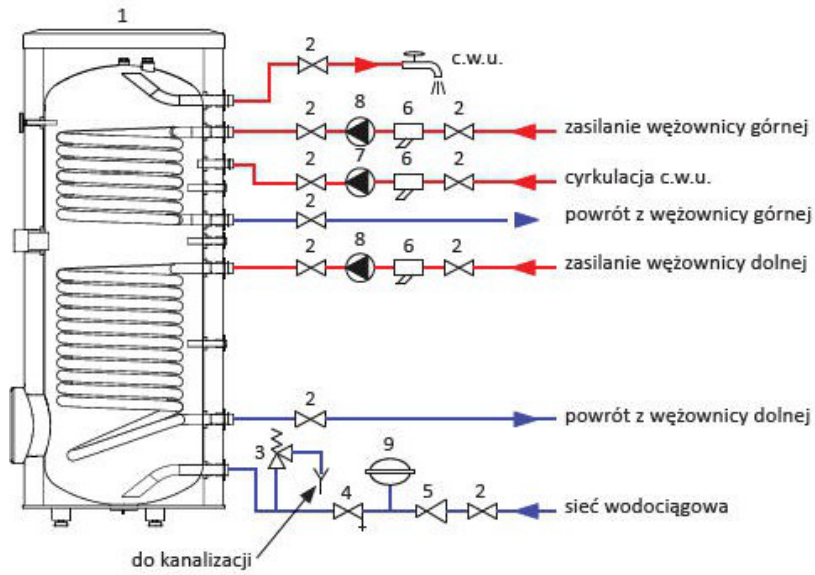 1
2
c.w.u.
2 8 6 2
zasilanie wężownicy górnej
2 7 6 2
cyrkulacja c.w.u.
2
powrót z wężownicy górnej
2 8 6 2
zasilanie wężownicy dolnej
2
powrót z wężownicy dolnej
3 9
4 5 2
sieć wodociągowa
do kanalizacji